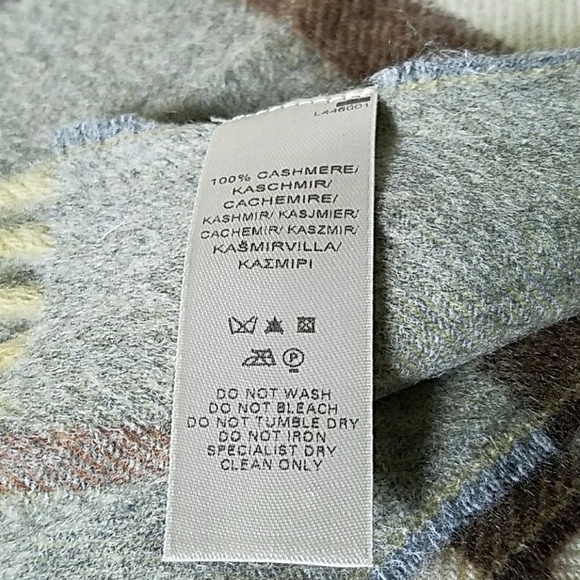 L446001
100% CASHMERE/
KASCHMIR/
CACHEMIRE/
KASHMIR/ KASJMIER/
CACHEMIR/ KASZMIR/
KAŠMIRVILLA/
ΚΑΣΜΙΡΙ
P
DO NOT WASH
DO NOT BLEACH
DO NOT TUMBLE DRY
DO NOT IRON
SPECIALIST DRY
CLEAN ONLY